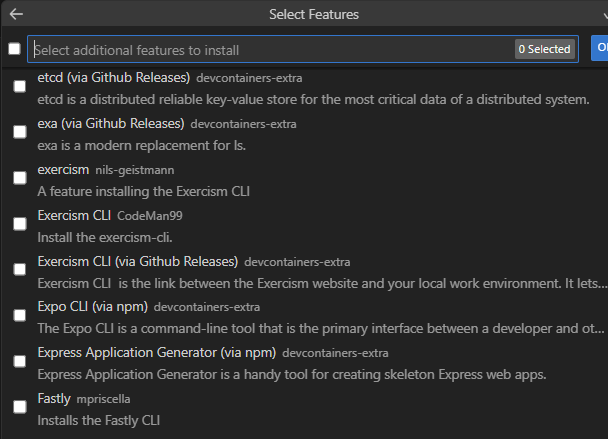 Select Features
Select additional features to install 0 Selected
etcd (via Github Releases) devcontainers-extra
etcd is a distributed reliable key-value store for the most critical data of a distributed system.
exa (via Github Releases) devcontainers-extra
exa is a modern replacement for ls.
exercism nils-geistmann
A feature installing the Exercism CLI
Exercism CLI CodeMan99
Install the exercism-cli.
Exercism CLI (via Github Releases) devcontainers-extra
Exercism CLI is the link between the Exercism website and your local work environment. It lets...
Expo CLI (via npm) devcontainers-extra
The Expo CLI is a command-line tool that is the primary interface between a developer and ot...
Express Application Generator (via npm) devcontainers-extra
Express Application Generator is a handy tool for creating skeleton Express web apps.
Fastly mpriscella
Installs the Fastly CLI